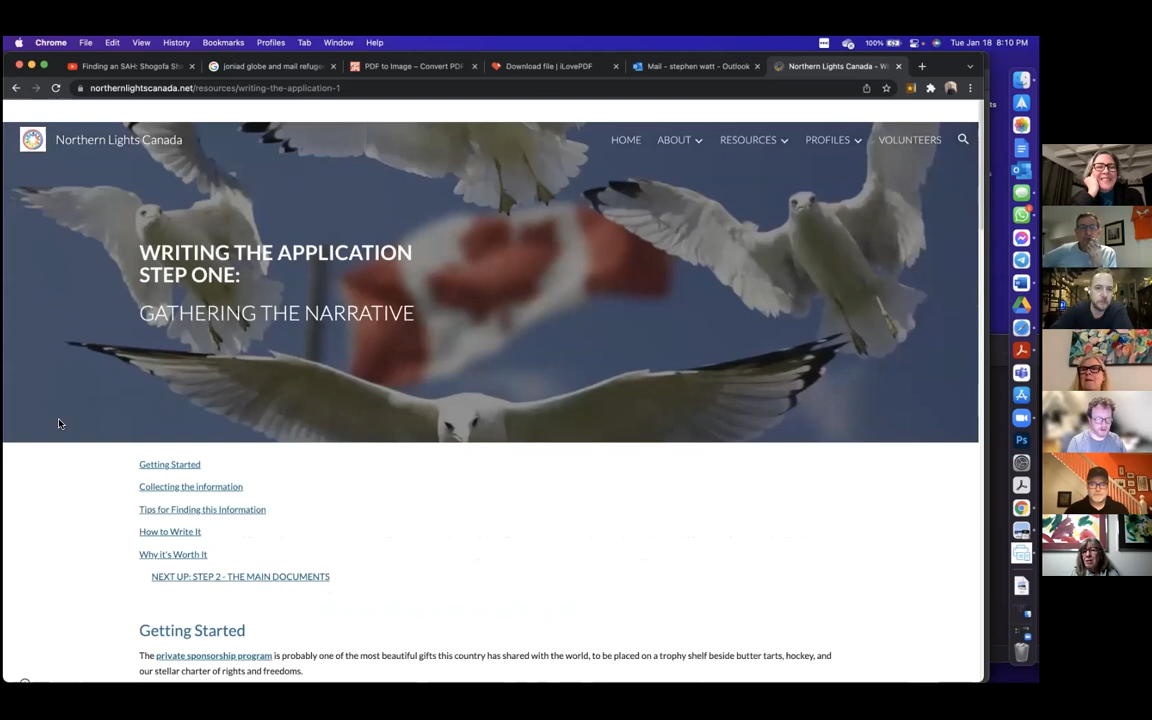 Chrome File Edit View History Bookmarks Profiles Tab Window Help 100% Tue Jan 18 8:10 PM
Finding an SAH: Shogofa Sha joniad globe and mail refuge PDF to Image – Convert PDF Download file | iLovePDF Mail - stephen watt - Outlook Northern Lights Canada - W
northernlightscanada.net/resources/writing-the-application-1
Northern Lights Canada HOME ABOUT RESOURCES PROFILES VOLUNTEERS
WRITING THE APPLICATION
STEP ONE:
GATHERING THE NARRATIVE
Getting Started
Collecting the information
Tips for Finding this Information
How to Write It
Why it's Worth It
NEXT UP: STEP 2 - THE MAIN DOCUMENTS
Getting Started
The private sponsorship program is probably one of the most beautiful gifts this country has shared with the world, to be placed on a trophy shelf beside butter tarts, hockey, and
our stellar charter of rights and freedoms.
Ps